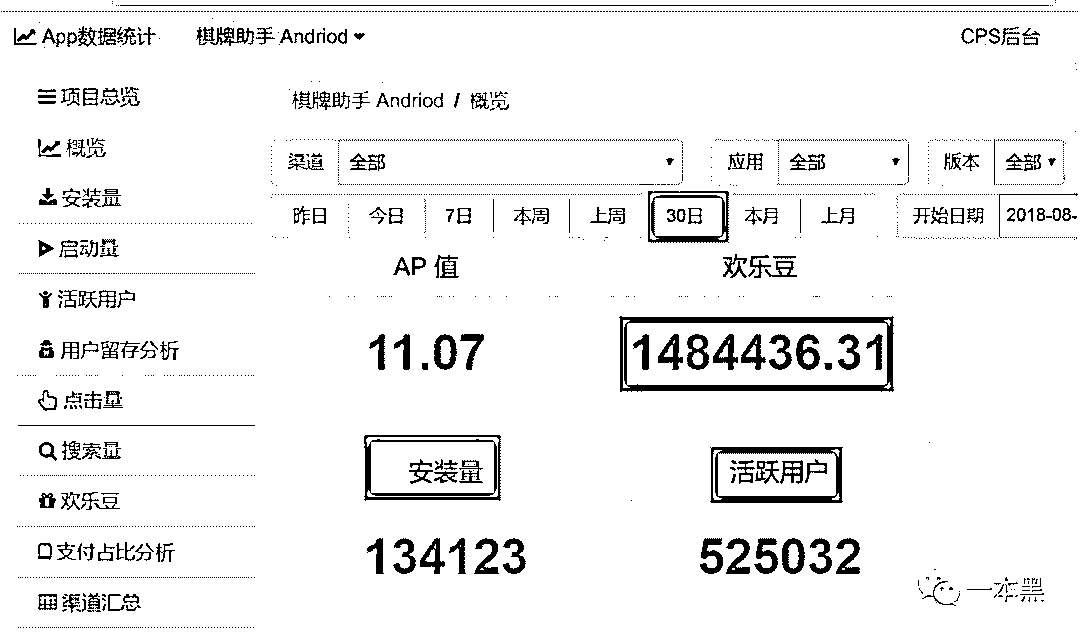 App数据统计 棋牌助手 Andriod CPS后台
项目总览
棋牌助手 Andriod / 概览
概览
渠道 全部 应用 全部 版本 全部
安装量
昨日 今日 7日 本周 上周 30日 本月 上月 开始日期 2018-08-
启动量
AP 值 欢乐豆
活跃用户
11.07 1484436.31
用户留存分析
点击量
搜索量
安装量 活跃用户
欢乐豆
支付占比分析
134123 525032
渠道汇总
一本黑